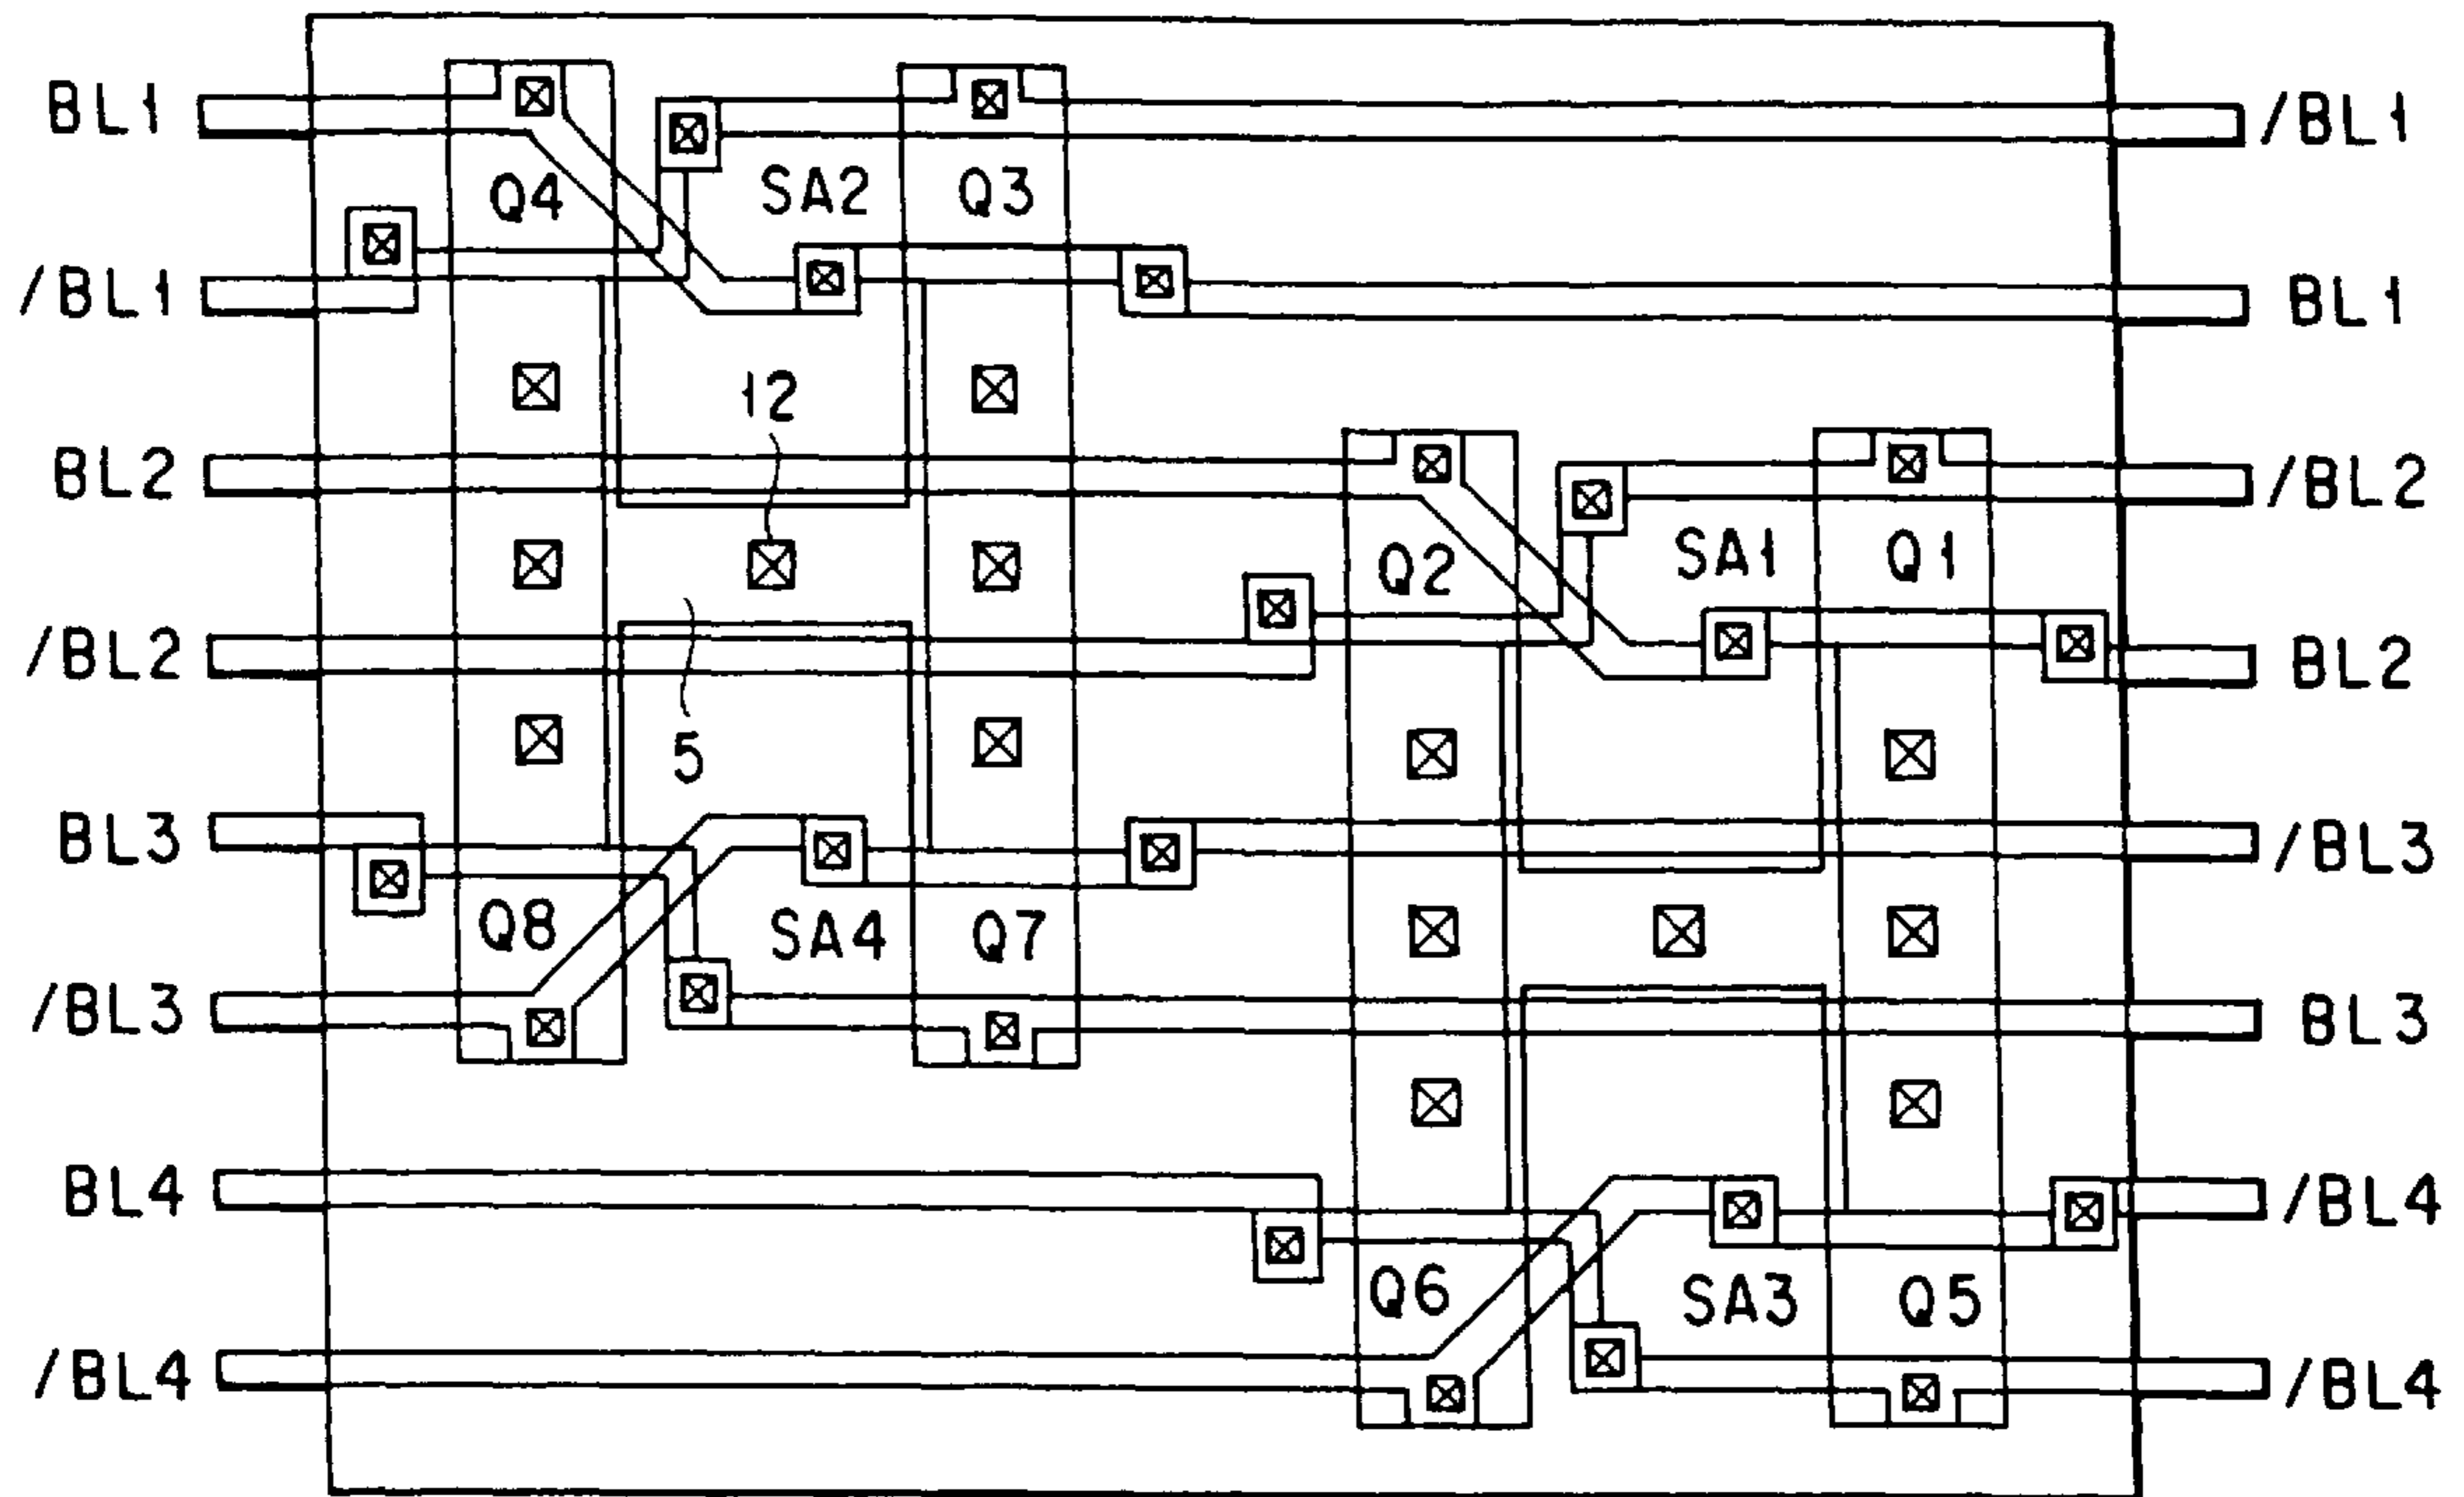 BL1 /BL1
Q4 SA2 Q3
/BL1 BL1
12
BL2 /BL2
Q2 SA1 Q1
/BL2 BL2
5
BL3 /BL3
Q8 SA4 Q7
/BL3 BL3
BL4 /BL4
Q6 SA3 Q5
/BL4 /BL4